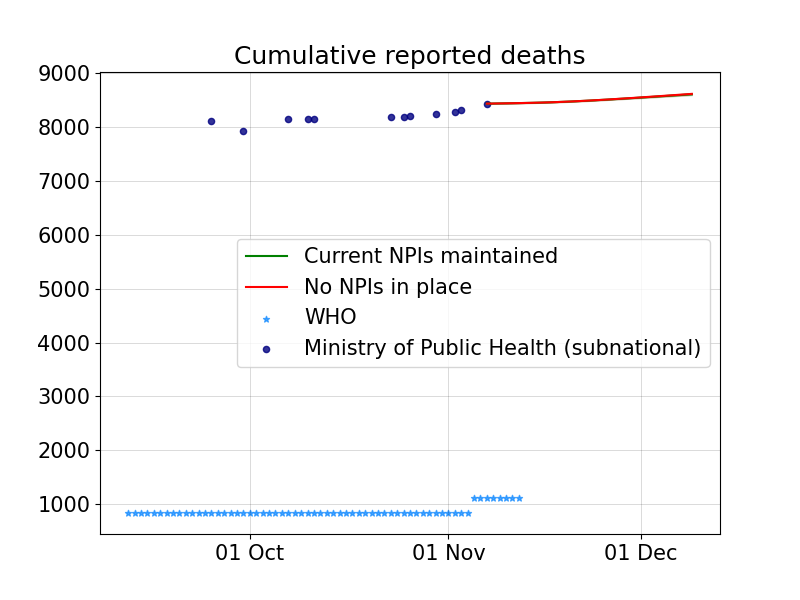 Cumulative reported deaths
9000
8000
7000
6000
5000
4000
3000
2000
1000
Current NPIs maintained
No NPIs in place
WHO
Ministry of Public Health (subnational)
01 Oct 01 Nov 01 Dec